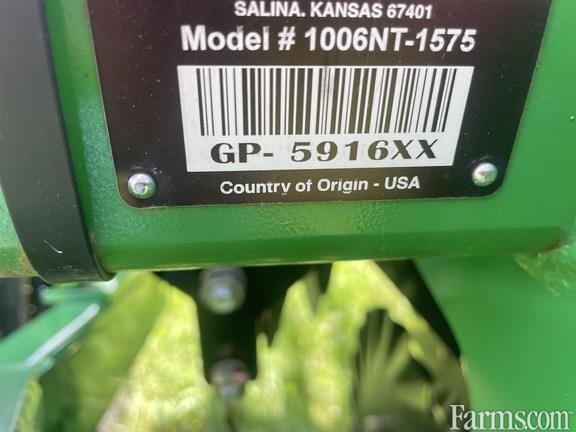 SALINA. KANSAS 67401
Model # 1006NT-1575
GP- 5916XX
Country of Origin - USA
Farms.com